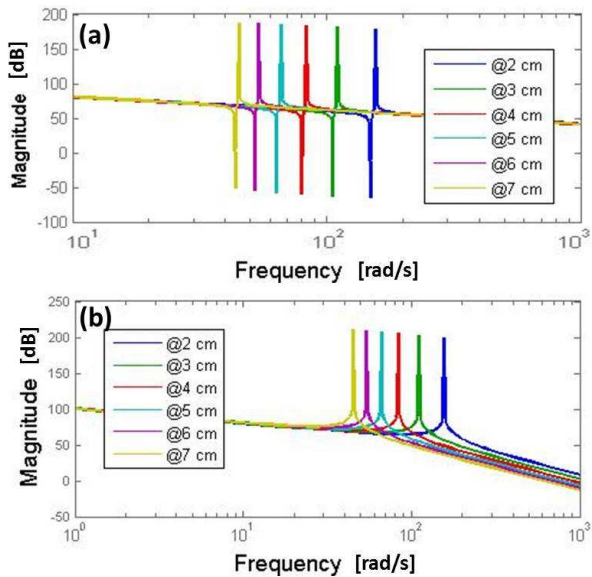 (a)
Magnitude [dB]
200
150
100
50
0
-50
-100
10^1
10^2
10^3
Frequency [rad/s]
@2 cm
@3 cm
@4 cm
@5 cm
@6 cm
@7 cm
(b)
Magnitude [dB]
250
200
150
100
50
0
-50
10^0
10^1
10^2
10^3
Frequency [rad/s]
@2 cm
@3 cm
@4 cm
@5 cm
@6 cm
@7 cm